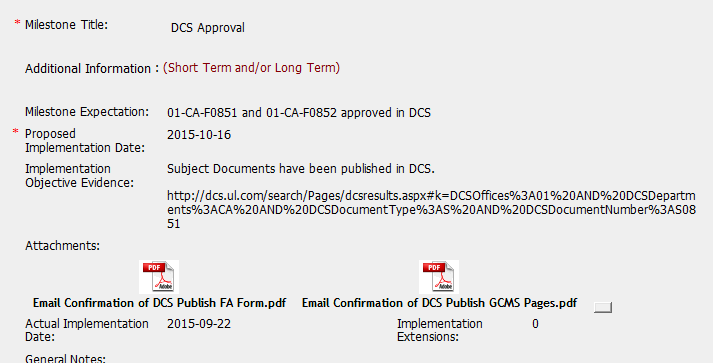 * Milestone Title: DCS Approval
Additional Information : (Short Term and/or Long Term)
Milestone Expectation: 01-CA-F0851 and 01-CA-F0852 approved in DCS
* Proposed
Implementation Date: 2015-10-16
Implementation
Objective Evidence: Subject Documents have been published in DCS.
http://dcs.ul.com/search/Pages/dcsresults.aspx#k=DCSOffices%3A01%20AND%20DCSDepartm
ents%3ACA%20AND%20DCSDocumentType%3AS%20AND%20DCSDocumentNumber%3AS0
851
Attachments:
PDF Adobe
PDF Adobe
Email Confirmation of DCS Publish FA Form.pdf Email Confirmation of DCS Publish GCMS Pages.pdf
Actual Implementation
Date: 2015-09-22
Implementation
Extensions: 0
General Notes: